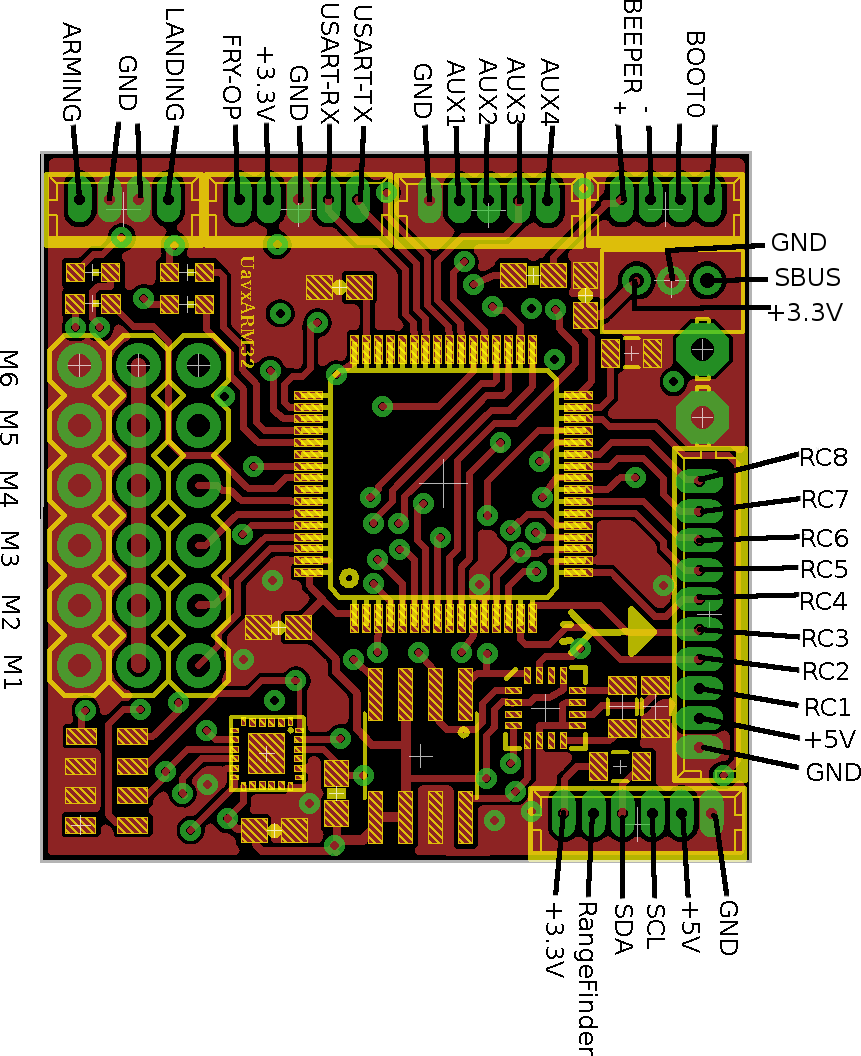 ARMING
GND
LANDING
FRY-OP
+3.3V
GND
USART-RX
USART-TX
GND
AUX1
AUX2
AUX3
AUX4
BEEPER + -
BOOT0
GND
SBUS
+3.3V
UavxARM32
M6
M5
M4
M3
M2
M1
RC8
RC7
RC6
RC5
RC4
RC3
RC2
RC1
+5V
GND
+3.3V
RangeFinder
SDA
SCL
+5V
GND